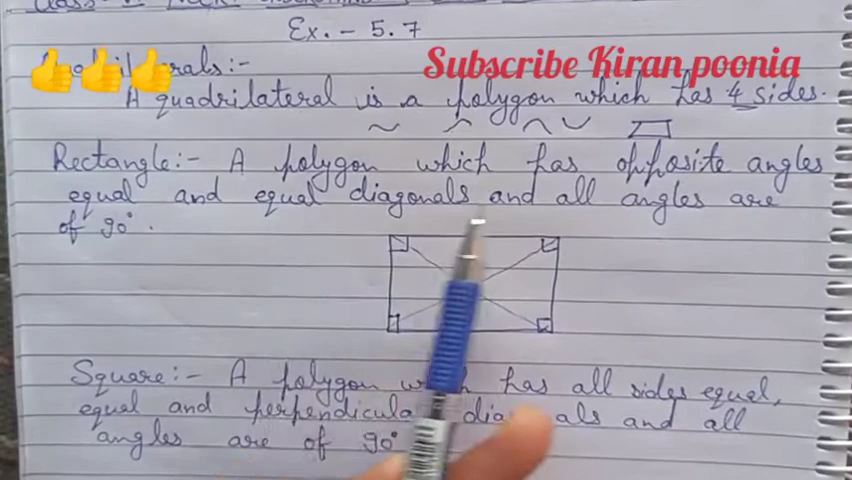 Ex. - 5.7
Subscribe Kiran poonia
A quadrilateral is a polygon which has 4 sides.
Rectangle:- A polygon which has opposite angles
equal and equal diagonals and all angles are
of 90°.
Square:- A polygon has all sides equal,
equal and perpendicular diagonals and all
angles are of 90°